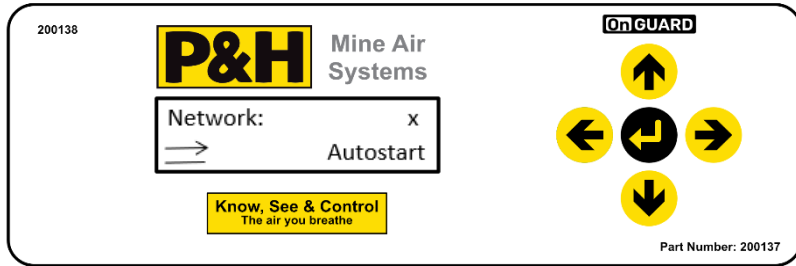 200138
P&H
Mine Air
Systems
OnGUARD
Network: x
Autostart
Know, See & Control
The air you breathe
Part Number: 200137